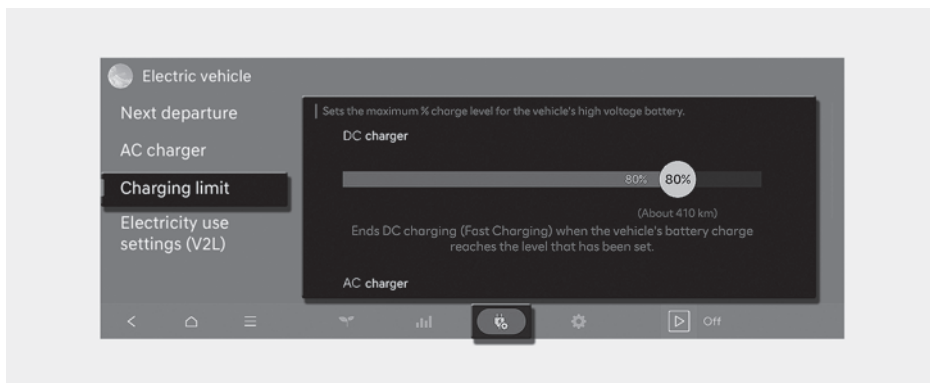 Electric vehicle
Next departure
AC charger
Charging limit
Electricity use
settings (V2L)
Sets the maximum % charge level for the vehicle's high voltage battery.
DC charger
80% 80%
(About 410 km)
Ends DC charging (Fast Charging) when the vehicle's battery charge
reaches the level that has been set.
AC charger
Off